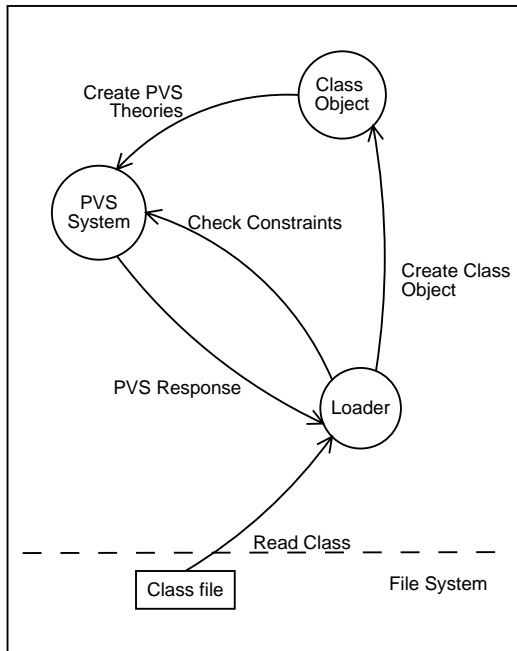 Class
Object
Create PVS
Theories
PVS
System
Check Constraints
Create Class
Object
PVS Response
Loader
Read Class
Class file
File System